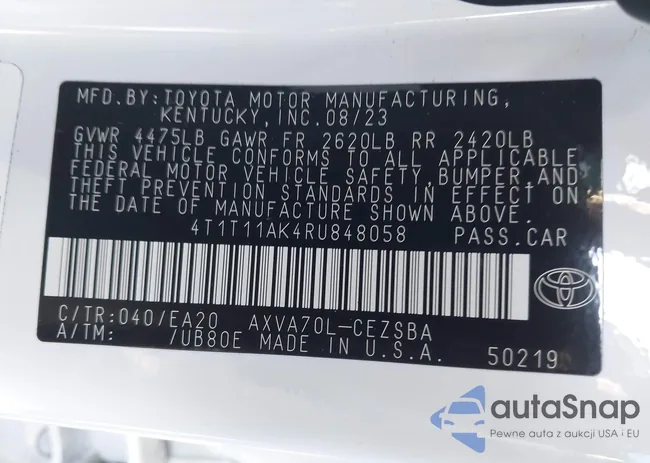 MFD. BY: TOYOTA MOTOR MANUFACTURING,
KENTUCKY, INC. 08/23
GVWR 4475LB GAWR FR 2620LB RR 2420LB
THIS VEHICLE CONFORMS TO ALL APPLICABLE
FEDERAL MOTOR VEHICLE SAFETY, BUMPER, AND
THEFT PREVENTION STANDARDS IN EFFECT ON
THE DATE OF MANUFACTURE SHOWN ABOVE.
4T1T11AK4RU848058 PASS.CAR
C/TR:040/EA20 AXVA70L-CEZSBA
A/TM: /UB80E MADE IN U.S.A. 50219
autaSnap
Pewne auta z aukcji USA i EU